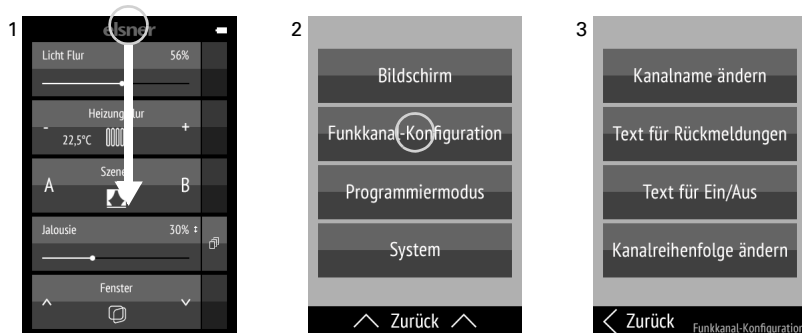 1
elsner
Licht Flur 56%
Heizung Flur
- 22,5°C +
Szene
A B
Jalousie 30%
Fenster
2
Bildschirm
Funkkanal-Konfiguration
Programmiermodus
System
Zurück
3
Kanalname ändern
Text für Rückmeldungen
Text für Ein/Aus
Kanalreihenfolge ändern
Zurück Funkkanal-Konfiguration